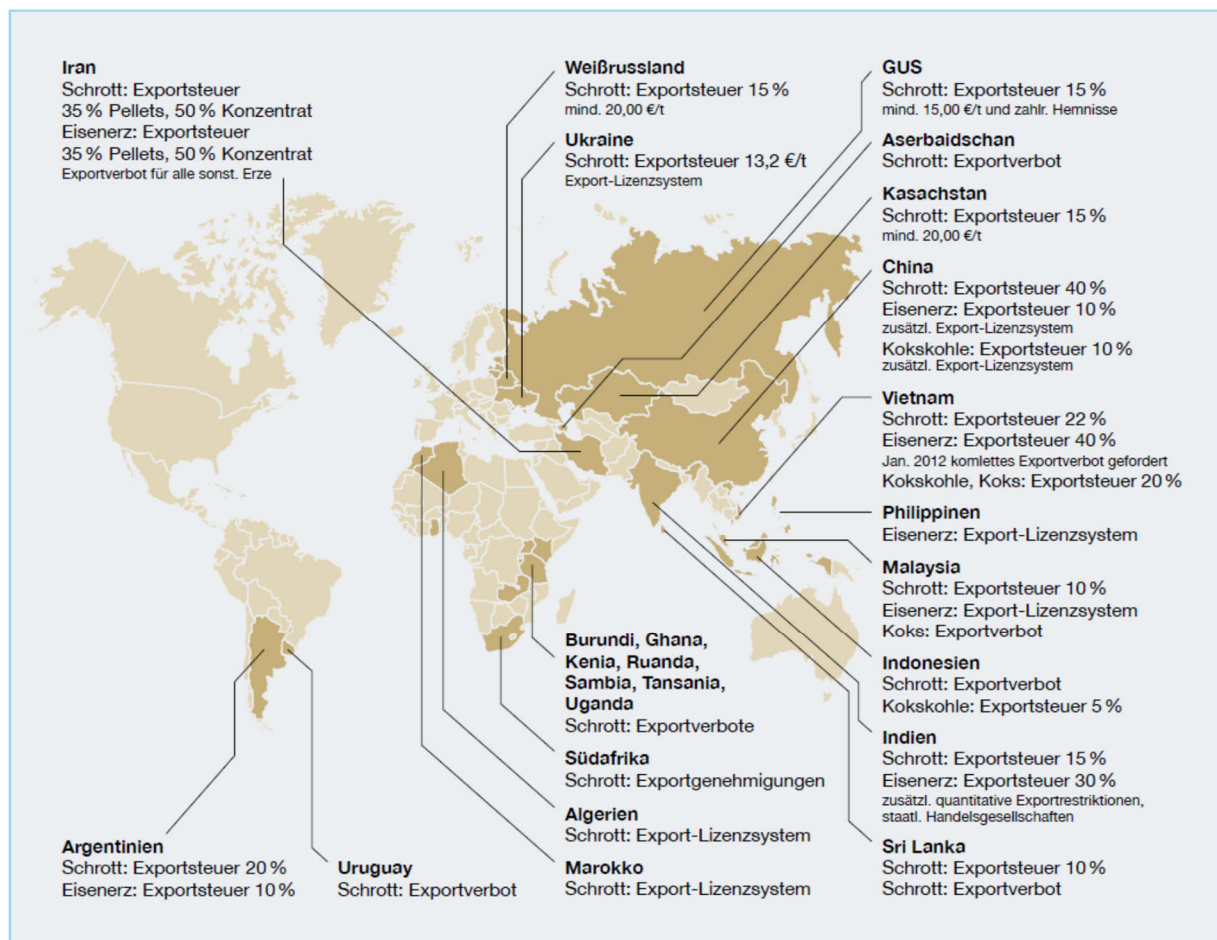 Iran
Schrott: Exportsteuer
35 % Pellets, 50 % Konzentrat
Eisenerz: Exportsteuer
35 % Pellets, 50 % Konzentrat
Exportverbot für alle sonst. Erze
Weißrussland
Schrott: Exportsteuer 15 %
mind. 20,00 €/t
Ukraine
Schrott: Exportsteuer 13,2 €/t
Export-Lizenzsystem
GUS
Schrott: Exportsteuer 15 %
mind. 15,00 €/t und zahlr. Hemnisse
Aserbaidschan
Schrott: Exportverbot
Kasachstan
Schrott: Exportsteuer 15 %
mind. 20,00 €/t
China
Schrott: Exportsteuer 40 %
Eisenerz: Exportsteuer 10 %
zusätzl. Export-Lizenzsystem
Kokskohle: Exportsteuer 10 %
zusätzl. Export-Lizenzsystem
Vietnam
Schrott: Exportsteuer 22 %
Eisenerz: Exportsteuer 40 %
Jan. 2012 komlettes Exportverbot gefordert
Kokskohle, Koks: Exportsteuer 20 %
Philippinen
Eisenerz: Export-Lizenzsystem
Malaysia
Schrott: Exportsteuer 10 %
Eisenerz: Export-Lizenzsystem
Koks: Exportverbot
Indonesien
Schrott: Exportverbot
Kokskohle: Exportsteuer 5 %
Indien
Schrott: Exportsteuer 15 %
Eisenerz: Exportsteuer 30 %
zusätzl. quantitative Exportrestriktionen,
staatl. Handelsgesellschaften
Sri Lanka
Schrott: Exportsteuer 10 %
Schrott: Exportverbot
Burundi, Ghana,
Kenia, Ruanda,
Sambia, Tansania,
Uganda
Schrott: Exportverbote
Südafrika
Schrott: Exportgenehmigungen
Algerien
Schrott: Export-Lizenzsystem
Marokko
Schrott: Export-Lizenzsystem
Argentinien
Schrott: Exportsteuer 20 %
Eisenerz: Exportsteuer 10 %
Uruguay
Schrott: Exportverbot